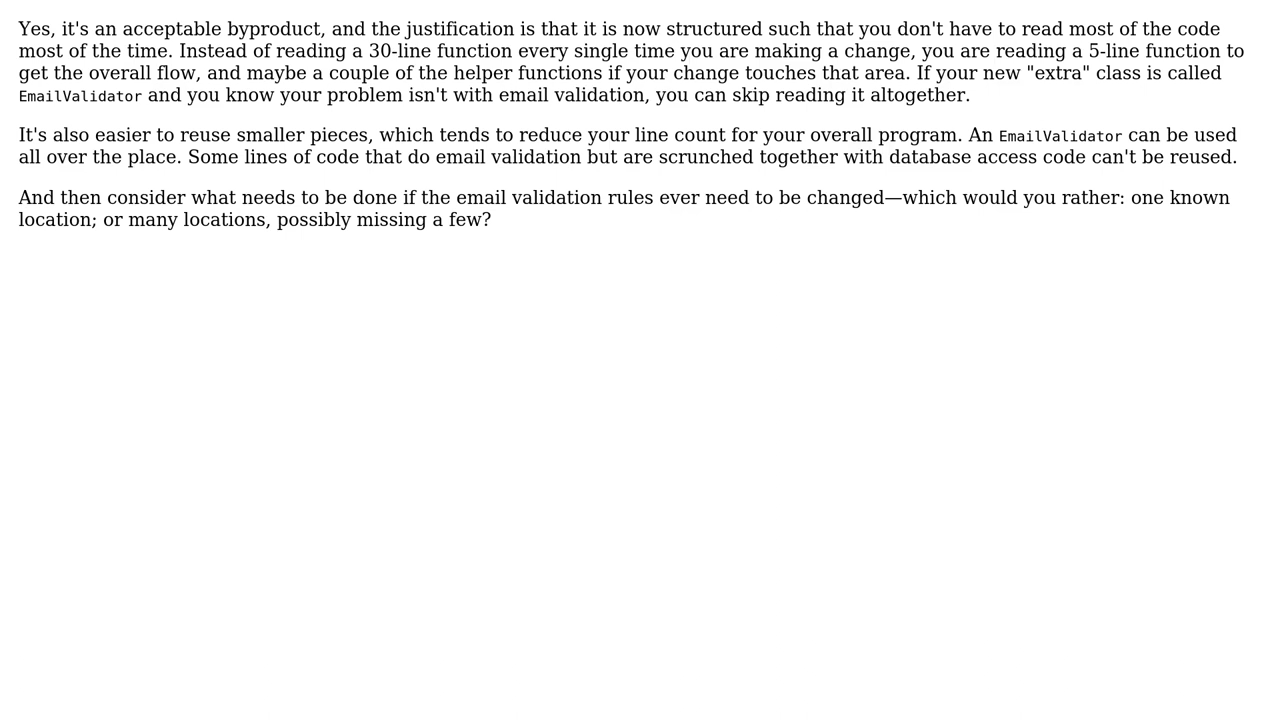 Yes, it's an acceptable byproduct, and the justification is that it is now structured such that you don't have to read most of the code
most of the time. Instead of reading a 30-line function every single time you are making a change, you are reading a 5-line function to
get the overall flow, and maybe a couple of the helper functions if your change touches that area. If your new "extra" class is called
EmailValidator and you know your problem isn't with email validation, you can skip reading it altogether.
It's also easier to reuse smaller pieces, which tends to reduce your line count for your overall program. An EmailValidator can be used
all over the place. Some lines of code that do email validation but are scrunched together with database access code can't be reused.
And then consider what needs to be done if the email validation rules ever need to be changed—which would you rather: one known
location; or many locations, possibly missing a few?